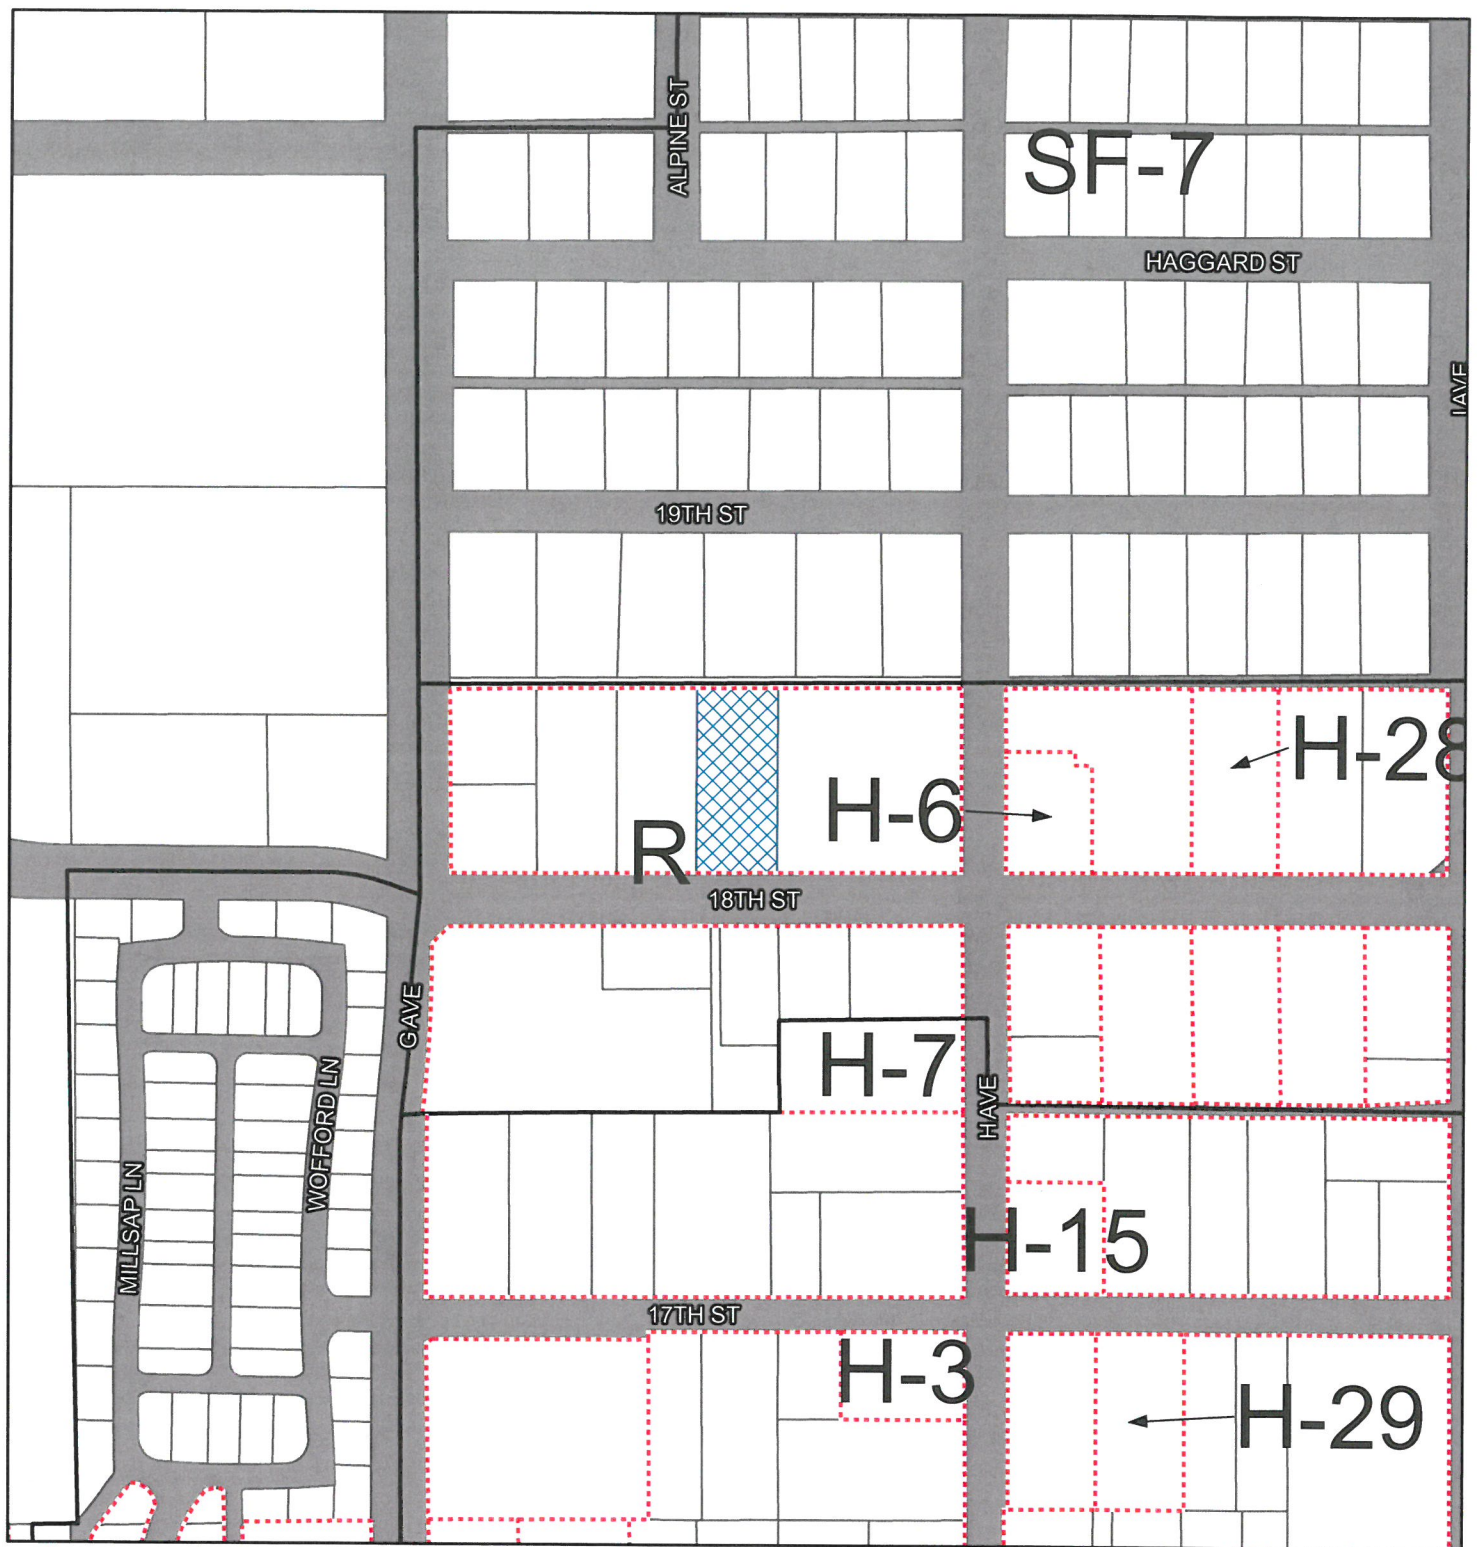 ALPINE ST
SF-7
HAGGARD ST
I AVE
19TH ST
H-28
H-6
R
18TH ST
G AVE
H-7
WOFFORD LN
H AVE
MILLSAP LN
H-15
17TH ST
H-3
H-29